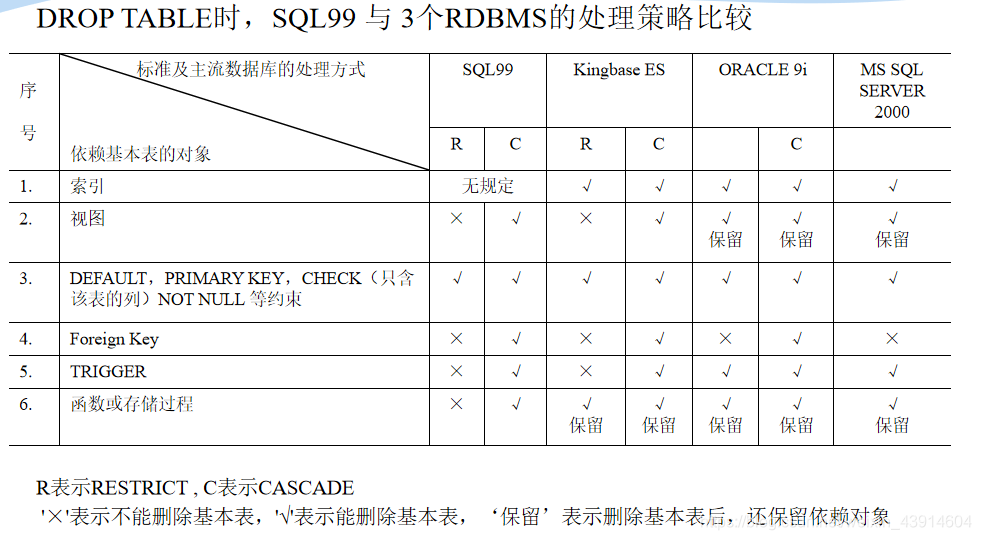 DROP TABLE时，SQL99 与 3个RDBMS的处理策略比较
序号 标准及主流数据库的处理方式 依赖基本表的对象 SQL99 Kingbase ES ORACLE 9i MS SQL SERVER 2000
R C R C C
1. 索引 无规定 √ √ √ √ √
2. 视图 × √ × √ √保留 √保留 √保留
3. DEFAULT，PRIMARY KEY，CHECK（只含该表的列）NOT NULL 等约束 √ √ √ √ √ √ √
4. Foreign Key × √ × √ × √ ×
5. TRIGGER × √ × √ √ √ √
6. 函数或存储过程 × √ √保留 √保留 √保留 √保留 √保留
R表示RESTRICT , C表示CASCADE
'×'表示不能删除基本表，'√'表示能删除基本表，‘保留’表示删除基本表后，还保留依赖对象